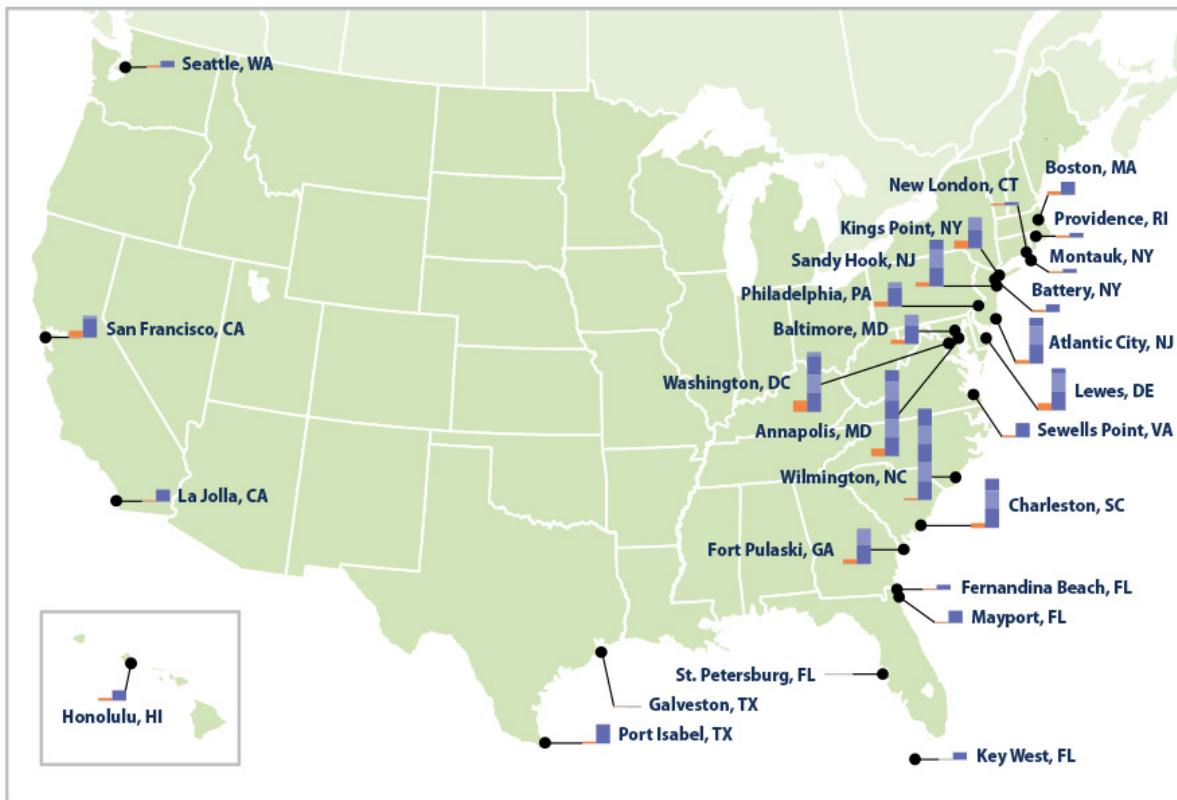 Seattle, WA
Boston, MA
New London, CT
Providence, RI
Kings Point, NY
Montauk, NY
Sandy Hook, NJ
Philadelphia, PA
Battery, NY
San Francisco, CA
Baltimore, MD
Atlantic City, NJ
Washington, DC
Lewes, DE
Annapolis, MD
Sewells Point, VA
Wilmington, NC
La Jolla, CA
Charleston, SC
Fort Pulaski, GA
Fernandina Beach, FL
Mayport, FL
St. Petersburg, FL
Galveston, TX
Honolulu, HI
Port Isabel, TX
Key West, FL